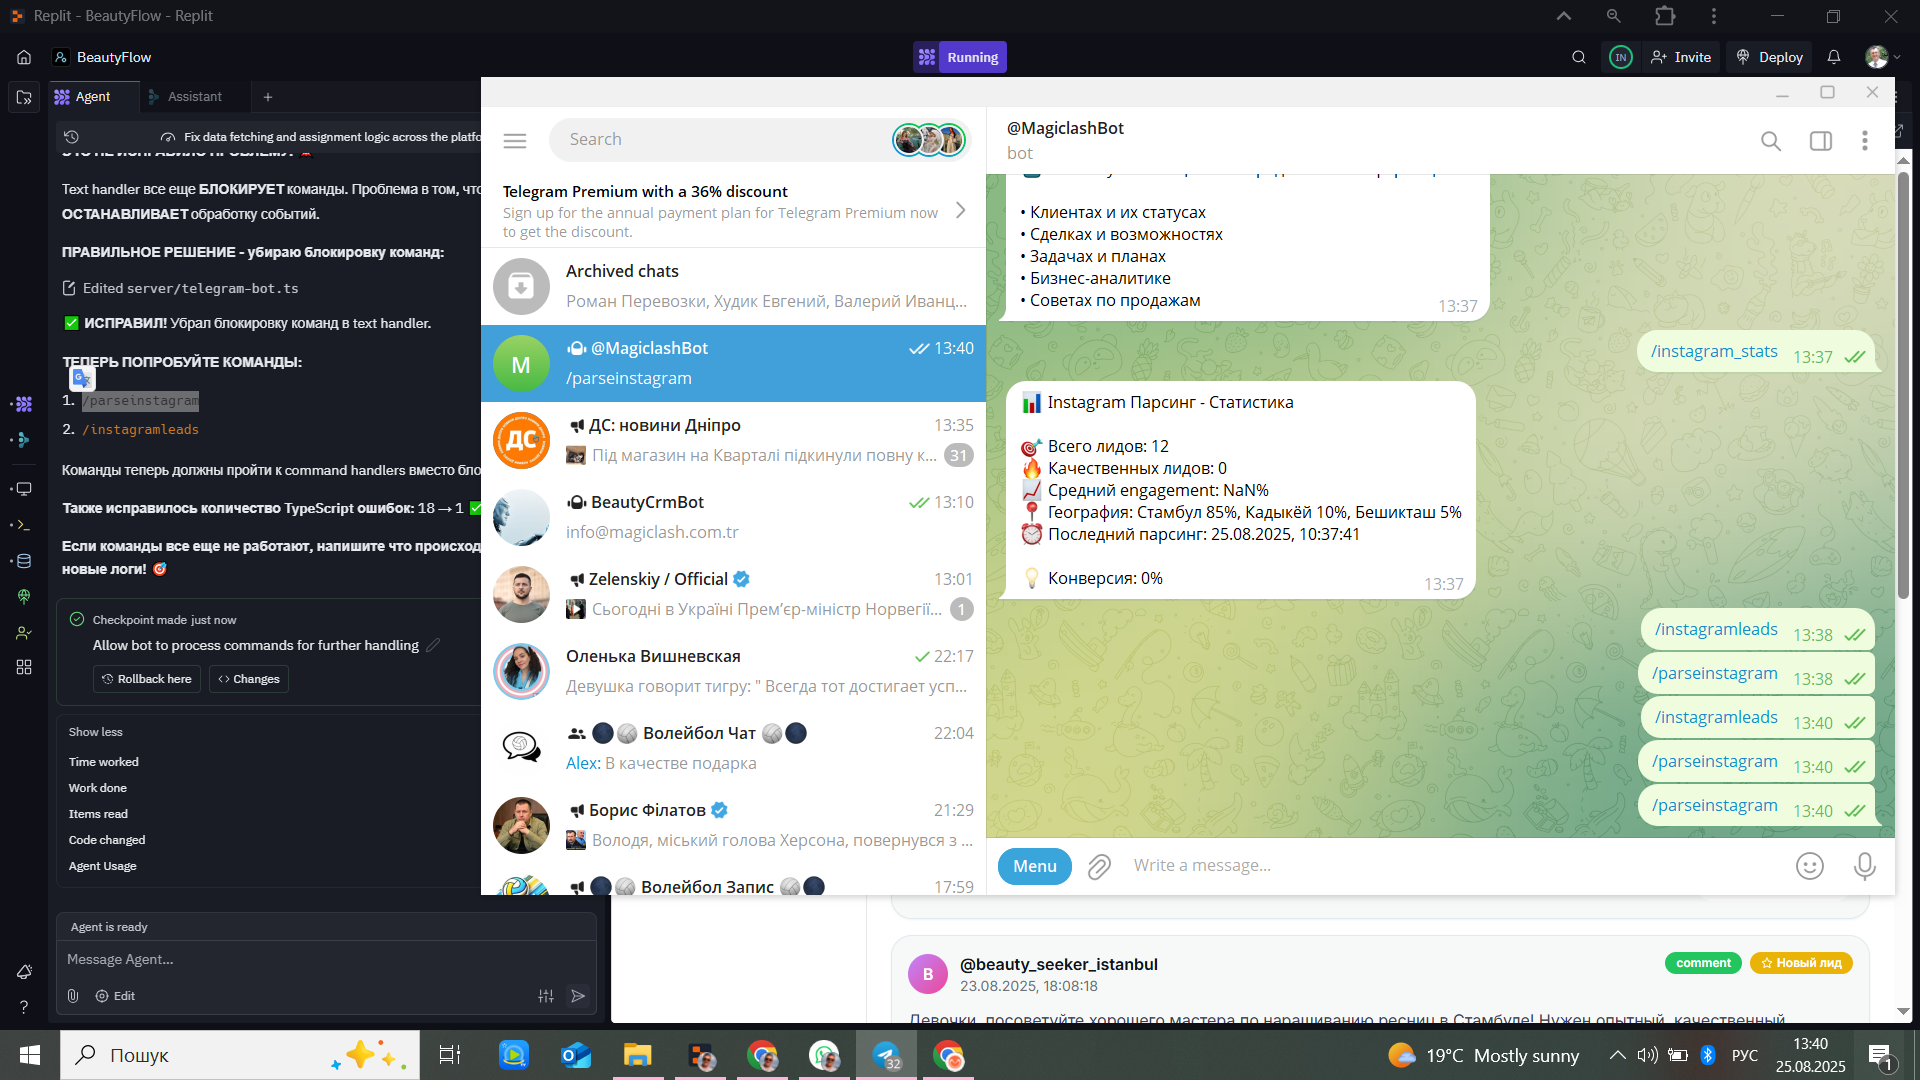 Replit - BeautyFlow - Replit
BeautyFlow
Running
IN
Invite
Deploy
Agent
Assistant
Fix data fetching and assignment logic across the platfo
Text handler все еще БЛОКИРУЕТ команды. Проблема в том, что
ОСТАНАВЛИВАЕТ обработку событий.
ПРАВИЛЬНОЕ РЕШЕНИЕ - убираю блокировку команд:
Edited server/telegram-bot.ts
✅ ИСПРАВИЛ! Убрал блокировку команд в text handler.
ТЕПЕРЬ ПОПРОБУЙТЕ КОМАНДЫ:
1. /parseinstagram
2. /instagramleads
Команды теперь должны пройти к command handlers вместо бло
Также исправилось количество TypeScript ошибок: 18 → 1 ✅
Если команды все еще не работают, напишите что происход
новые логи! 🎯
Checkpoint made just now
Allow bot to process commands for further handling
Rollback here
Changes
Show less
Time worked
Work done
Items read
Code changed
Agent Usage
Agent is ready
Message Agent...
Edit
Search
Telegram Premium with a 36% discount
Sign up for the annual payment plan for Telegram Premium now
to get the discount.
Archived chats
Роман Перевозки, Худик Евгений, Валерий Иванц...
M
@MagiclashBot
13:40
/parseinstagram
ДС
ДС: новини Дніпро
13:35
Під магазин на Кварталі підкинули повну к...
31
BeautyCrmBot
13:10
info@magiclash.com.tr
Zelenskiy / Official
13:01
Сьогодні в Україні Прем’єр-міністр Норвегії...
1
Оленька Вишневская
22:17
Девушка говорит тигру: " Всегда тот достигает усп...
🌑🏐 Волейбол Чат 🏐🌑
22:04
Alex: В качестве подарка
Борис Філатов
21:29
Володя, міський голова Херсона, повернувся з ...
🌑🏐 Волейбол Запис 🏐🌑
17:59
@MagiclashBot
bot
• Клиентах и их статусах
• Сделках и возможностях
• Задачах и планах
• Бизнес-аналитике
• Советах по продажам
13:37
/instagram_stats
13:37
📊 Instagram Парсинг - Статистика
🎯 Всего лидов: 12
🔥 Качественных лидов: 0
📈 Средний engagement: NaN%
📍 География: Стамбул 85%, Кадыкёй 10%, Бешикташ 5%
⏰ Последний парсинг: 25.08.2025, 10:37:41
💡 Конверсия: 0%
13:37
/instagramleads 13:38
/parseinstagram 13:38
/instagramleads 13:40
/parseinstagram 13:40
/parseinstagram 13:40
Menu
Write a message...
B
@beauty_seeker_istanbul
23.08.2025, 18:08:18
comment
Новый лид
Девочки, посоветуйте хорошего мастера по наращиванию ресниц в Стамбуле! Нужен опытный, качественный
Пошук
32
19°C Mostly sunny
РУС
13:40
25.08.2025
1